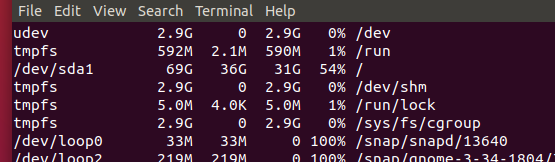 File Edit View Search Terminal Help
udev 2.9G 0 2.9G 0% /dev
tmpfs 592M 2.1M 590M 1% /run
/dev/sda1 69G 36G 31G 54% /
tmpfs 2.9G 0 2.9G 0% /dev/shm
tmpfs 5.0M 4.0K 5.0M 1% /run/lock
tmpfs 2.9G 0 2.9G 0% /sys/fs/cgroup
/dev/loop0 33M 33M 0 100% /snap/snapd/13640
/dev/loop2 219M 219M 0 100% /snap/gnome-3-34-1804/